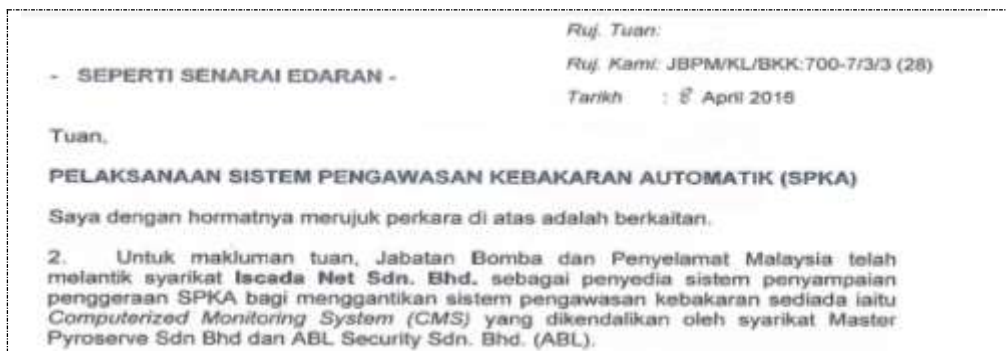 Ruj. Tuan:
- SEPERTI SENARAI EDARAN -
Ruj. Kami: JBPM/KL/BKK:700-7/3/3 (28)
Tarikh : 8 April 2016
Tuan,
PELAKSANAAN SISTEM PENGAWASAN KEBAKARAN AUTOMATIK (SPKA)
Saya dengan hormatnya merujuk perkara di atas adalah berkaitan.
2. Untuk makluman tuan, Jabatan Bomba dan Penyelamat Malaysia telah
melantik syarikat Iscada Net Sdn. Bhd. sebagai penyedia sistem penyampaian
penggeraan SPKA bagi menggantikan sistem pengawasan kebakaran sediada iaitu
Computerized Monitoring System (CMS) yang dikendalikan oleh syarikat Master
Pyroserve Sdn Bhd dan ABL Security Sdn. Bhd. (ABL).